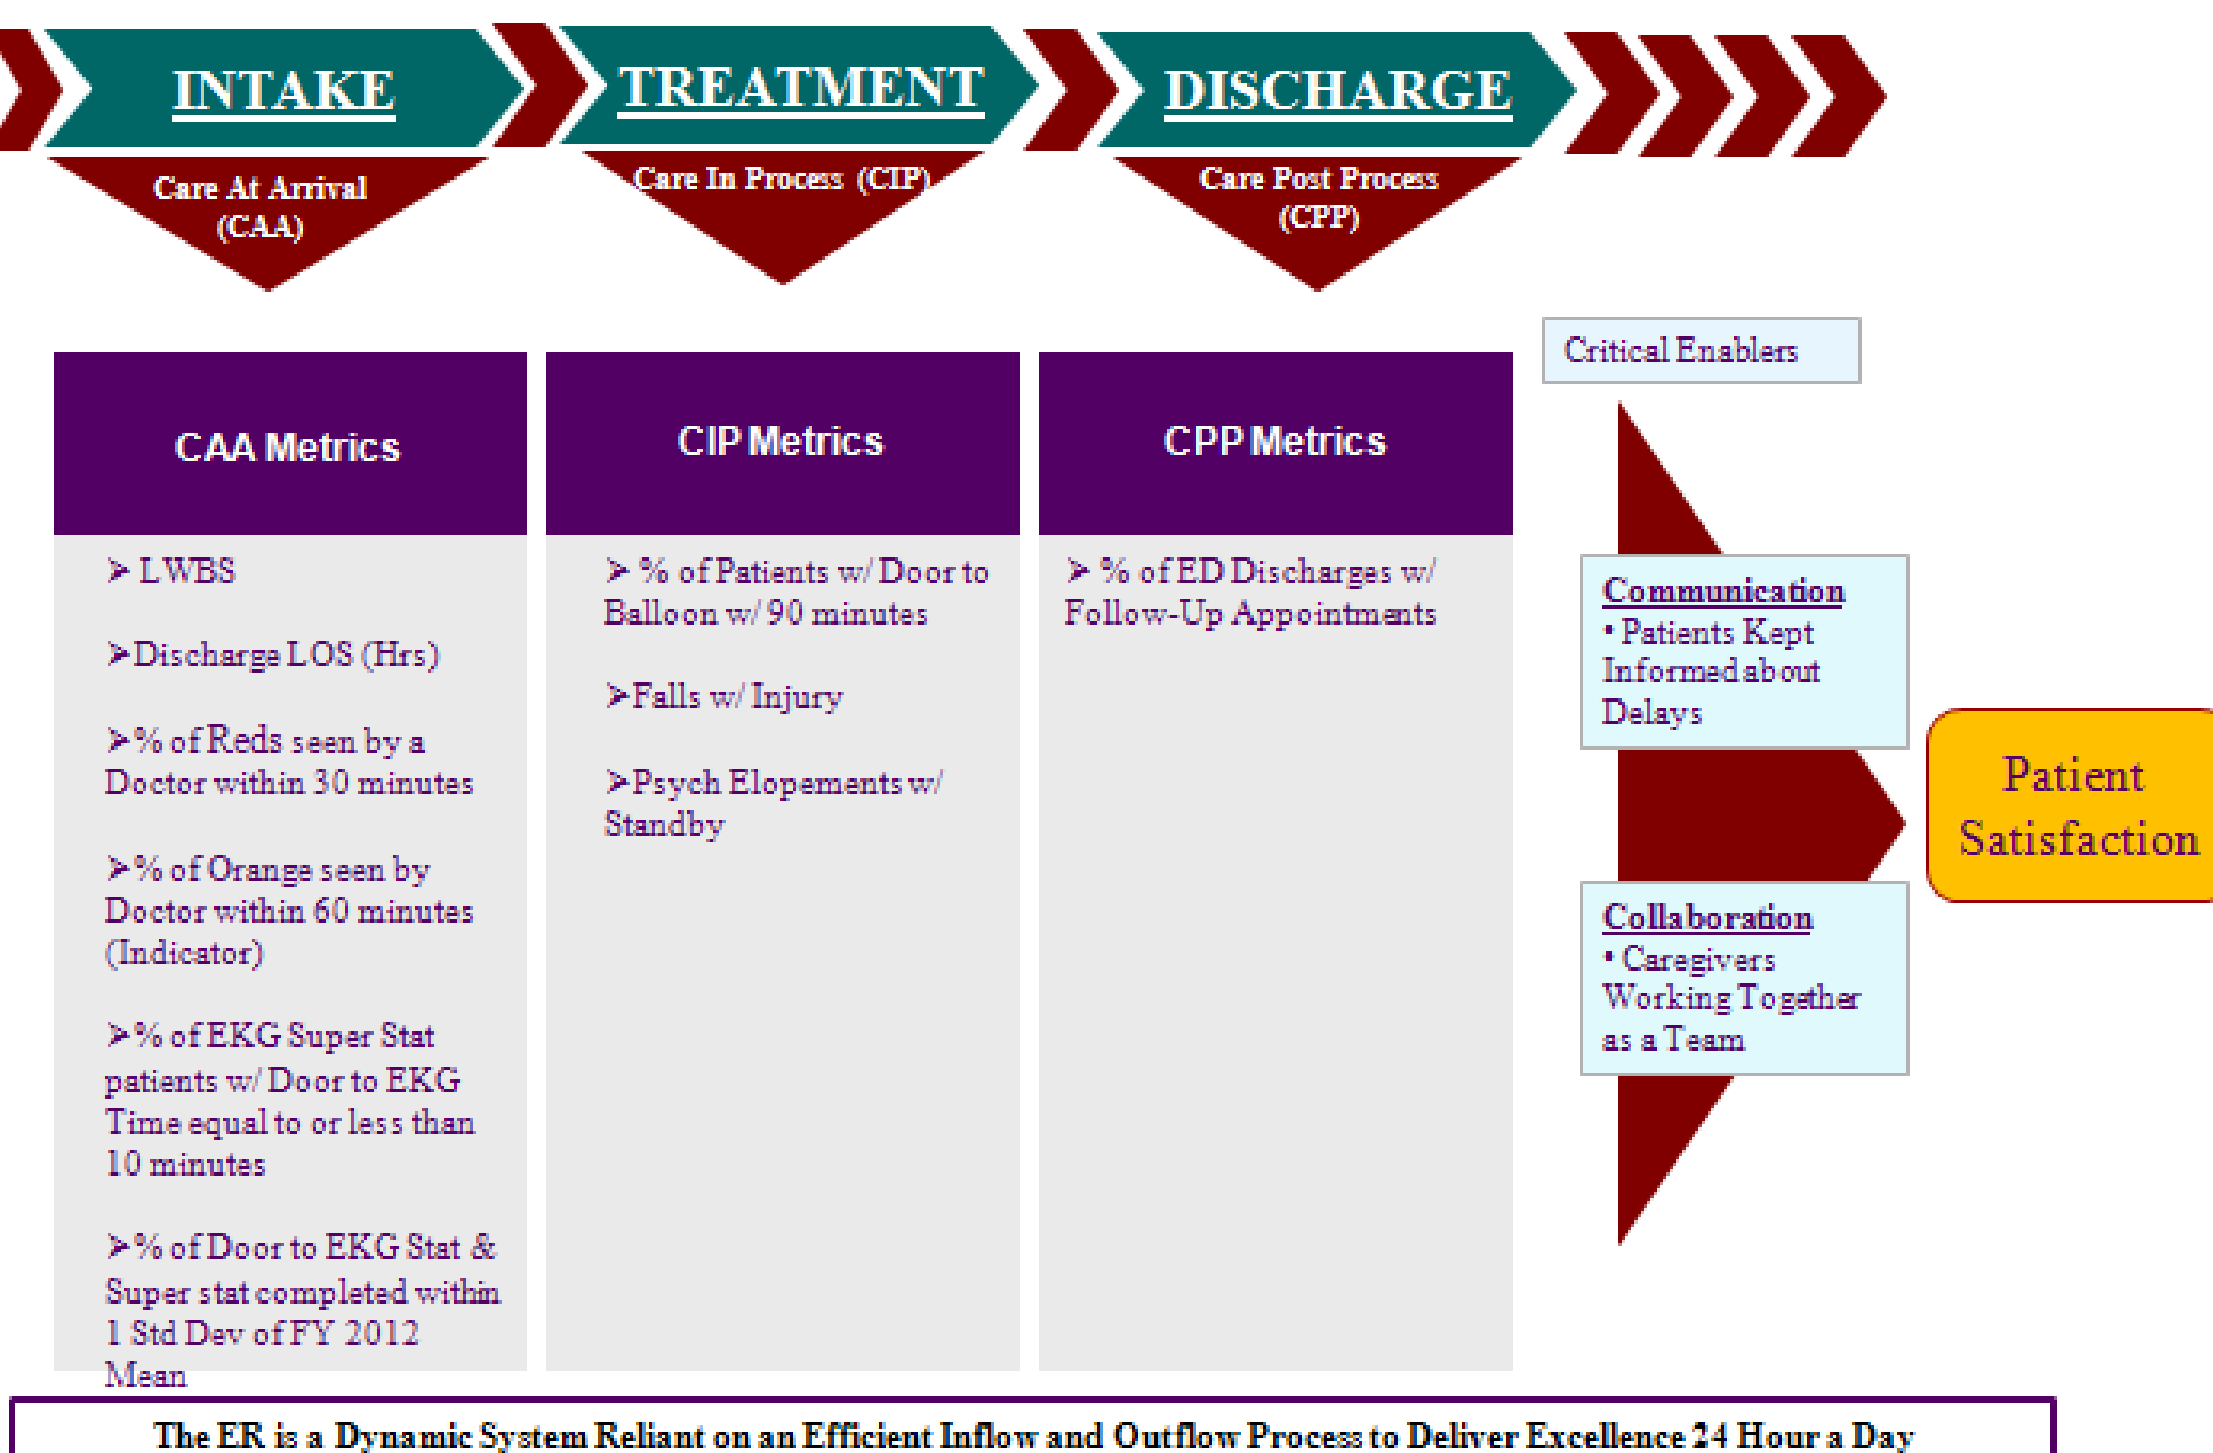 INTAKE
TREATMENT
DISCHARGE
Care At Arrival
(CAA)
Care In Process (CIP)
Care Post Process
(CPP)
CAA Metrics
➢ LWBS
➢Discharge LOS (Hrs)
➢% of Reds seen by a
Doctor within 30 minutes
➢% of Orange seen by
Doctor within 60 minutes
(Indicator)
➢% of EKG Super Stat
patients w/ Door to EKG
Time equal to or less than
10 minutes
➢% of Door to EKG Stat &
Super stat completed within
1 Std Dev of FY 2012
Mean
CIP Metrics
➢ % of Patients w/ Door to
Balloon w/ 90 minutes
➢Falls w/ Injury
➢Psych Elopements w/
Standby
CPP Metrics
➢ % of ED Discharges w/
Follow-Up Appointments
Critical Enablers
Communication
• Patients Kept
Informed about
Delays
Collaboration
• Caregivers
Working Together
as a Team
Patient
Satisfaction
The ER is a Dynamic System Reliant on an Efficient Inflow and Outflow Process to Deliver Excellence 24 Hour a Day